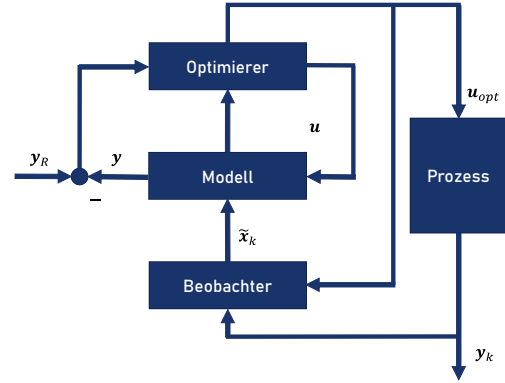 Optimierer
u_opt
u
y_R
y
Modell
Prozess
−
x̃_k
Beobachter
y_k